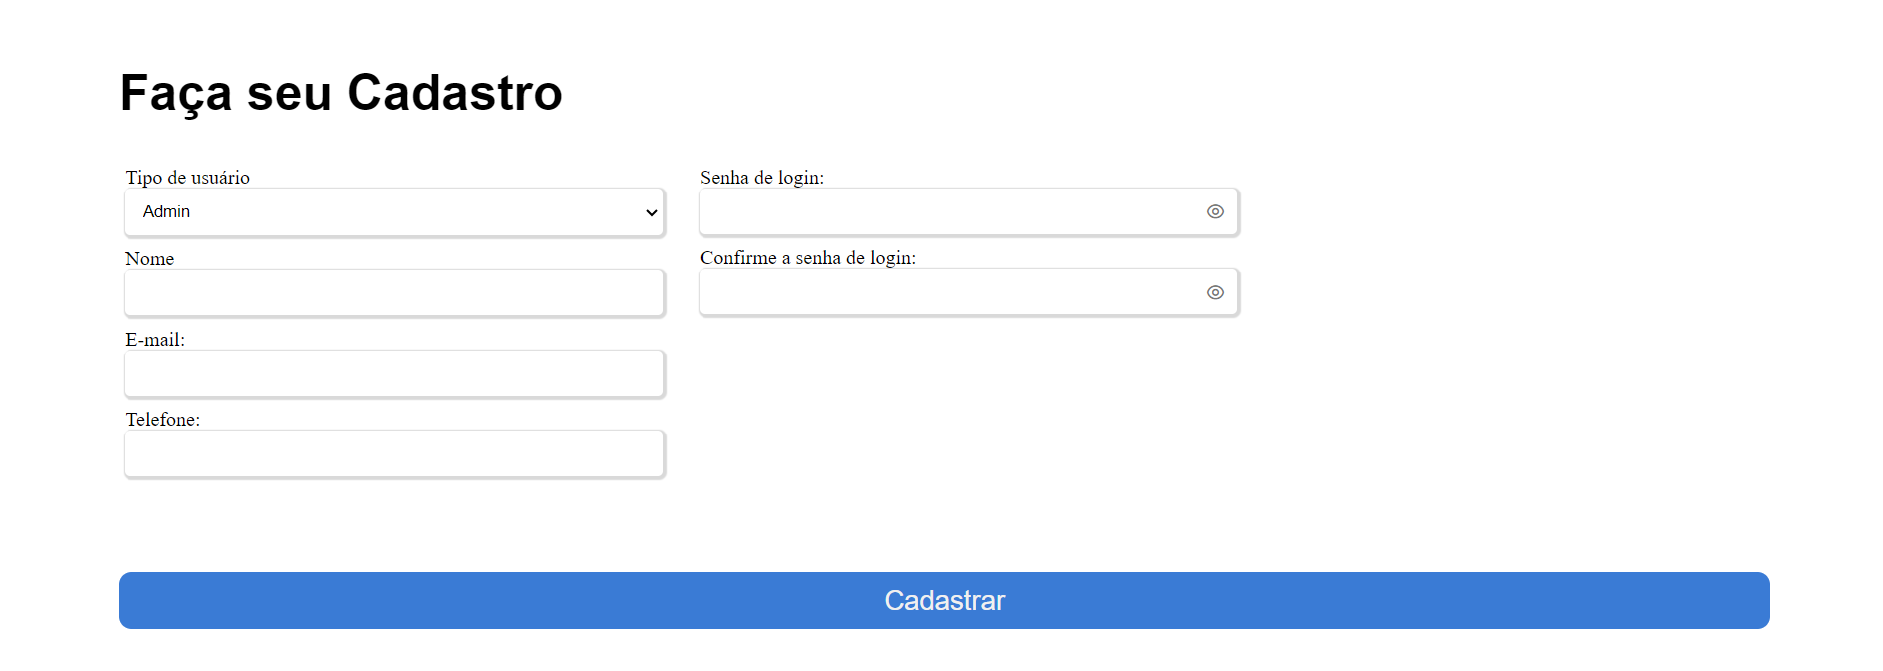 Faça seu Cadastro
Tipo de usuário
Admin
Nome
E-mail:
Telefone:
Senha de login:
Confirme a senha de login:
Cadastrar